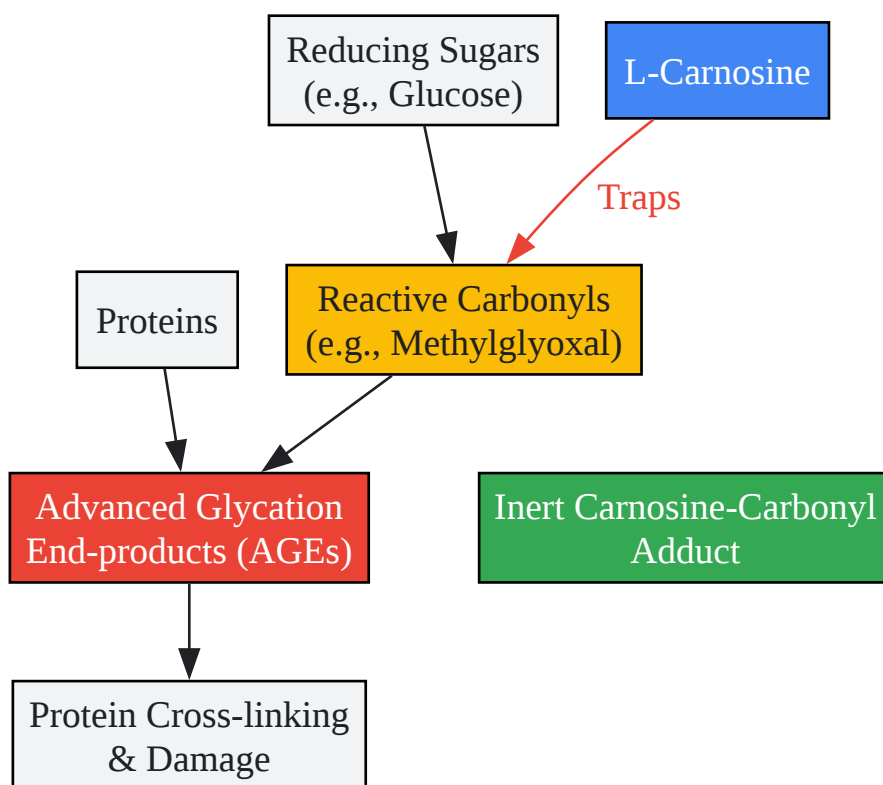 Reducing Sugars
(e.g., Glucose)
L-Carnosine
Traps
Reactive Carbonyls
(e.g., Methylglyoxal)
Proteins
Advanced Glycation
End-products (AGEs)
Inert Carnosine-Carbonyl
Adduct
Protein Cross-linking
& Damage